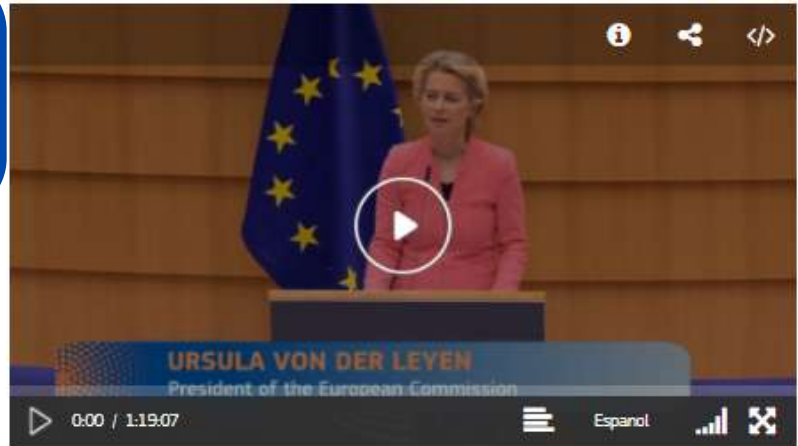 </>
URSULA VON DER LEYEN
President of the European Commission
0:00 / 1:19:07 Espanol